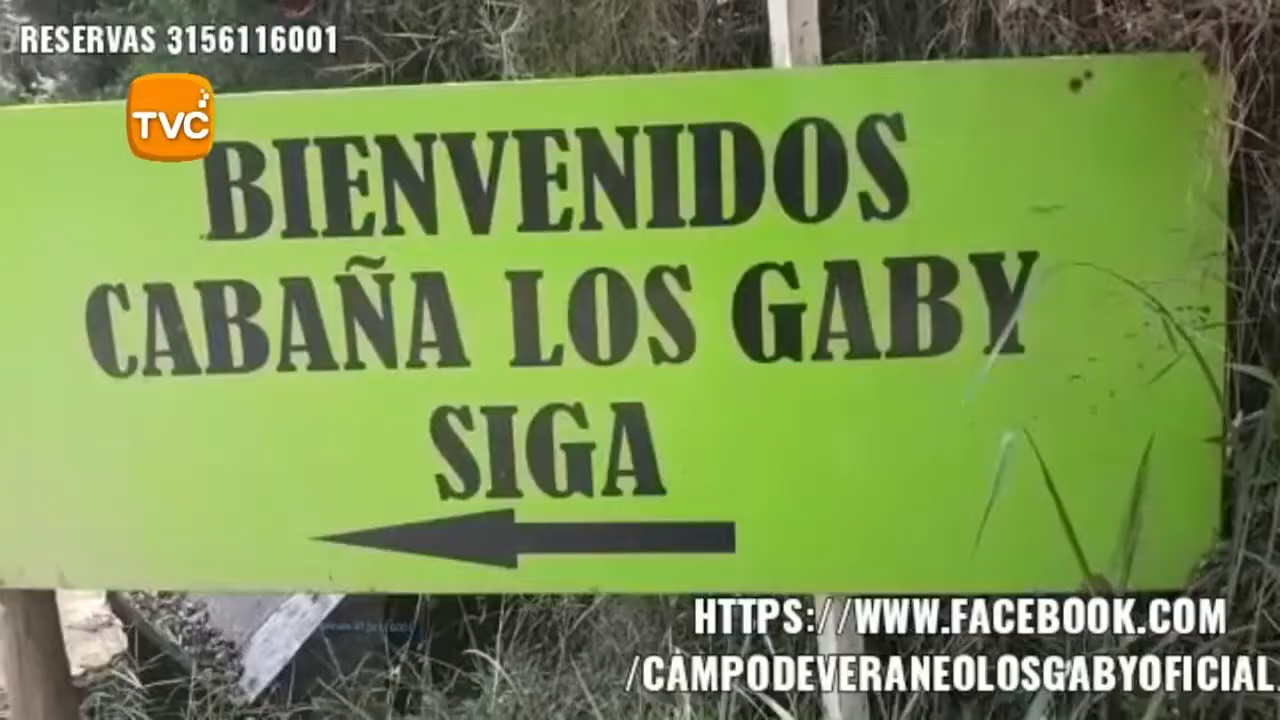 RESERVAS 3156116001
TVC
BIENVENIDOS
CABAÑA LOS GABY
SIGA
HTTPS://WWW.FACEBOOK.COM
/CAMPODEVERANEOLOSGABYOFICIAL.